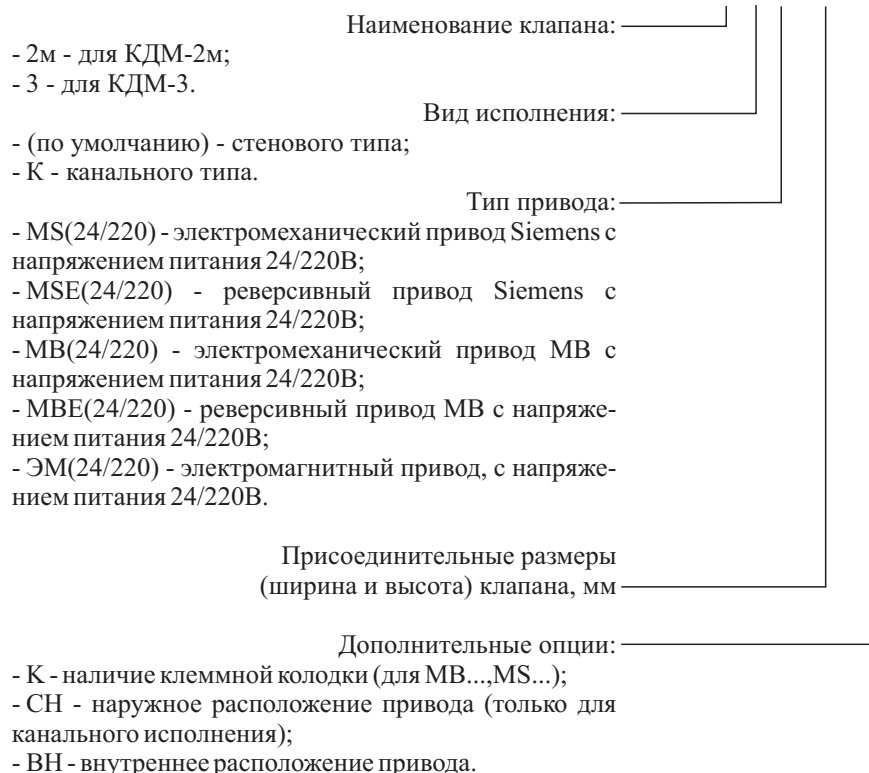 Наименование клапана:
- 2м - для КДМ-2м;
- 3 - для КДМ-3.
Вид исполнения:
- (по умолчанию) - стенового типа;
- К - канального типа.
Тип привода:
- MS(24/220) - электромеханический привод Siemens с
напряжением питания 24/220В;
- MSE(24/220) - реверсивный привод Siemens с
напряжением питания 24/220В;
- МВ(24/220) - электромеханический привод МВ с
напряжением питания 24/220В;
- МВЕ(24/220) - реверсивный привод МВ с напряже-
нием питания 24/220В;
- ЭМ(24/220) - электромагнитный привод, с напряже-
нием питания 24/220В.
Присоединительные размеры
(ширина и высота) клапана, мм
Дополнительные опции:
- К - наличие клеммной колодки (для МВ...,MS...);
- СН - наружное расположение привода (только для
канального исполнения);
- ВН - внутреннее расположение привода.